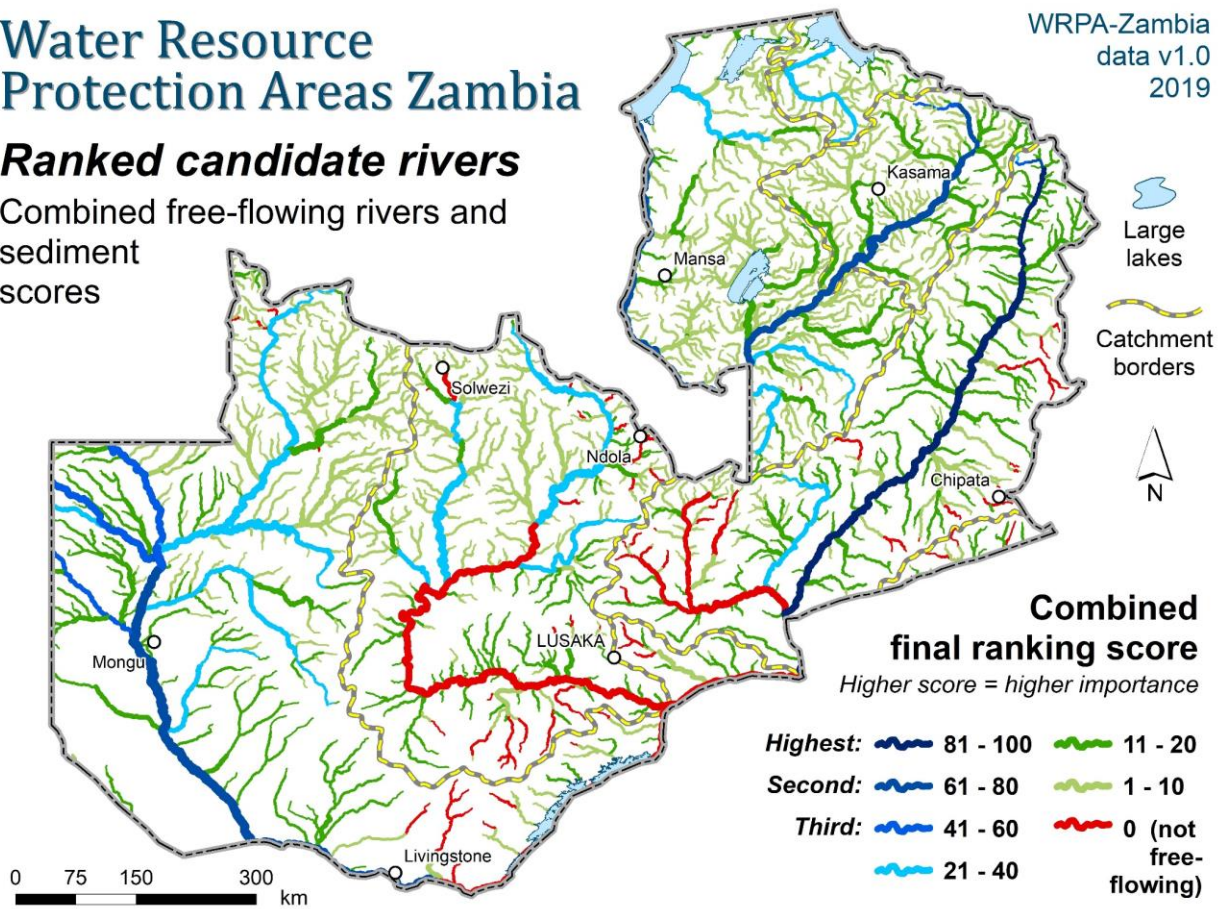 Water Resource
Protection Areas Zambia
Ranked candidate rivers
Combined free-flowing rivers and
sediment
scores
WRPA-Zambia
data v1.0
2019
Large
lakes
Catchment
borders
N
Kasama
Mansa
Solwezi
Ndola
Chipata
LUSAKA
Mongu
Livingstone
Combined
final ranking score
Higher score = higher importance
Highest: 81 - 100 11 - 20
Second: 61 - 80 1 - 10
Third: 41 - 60 0 (not
free-
21 - 40 flowing)
0 75 150 300
km